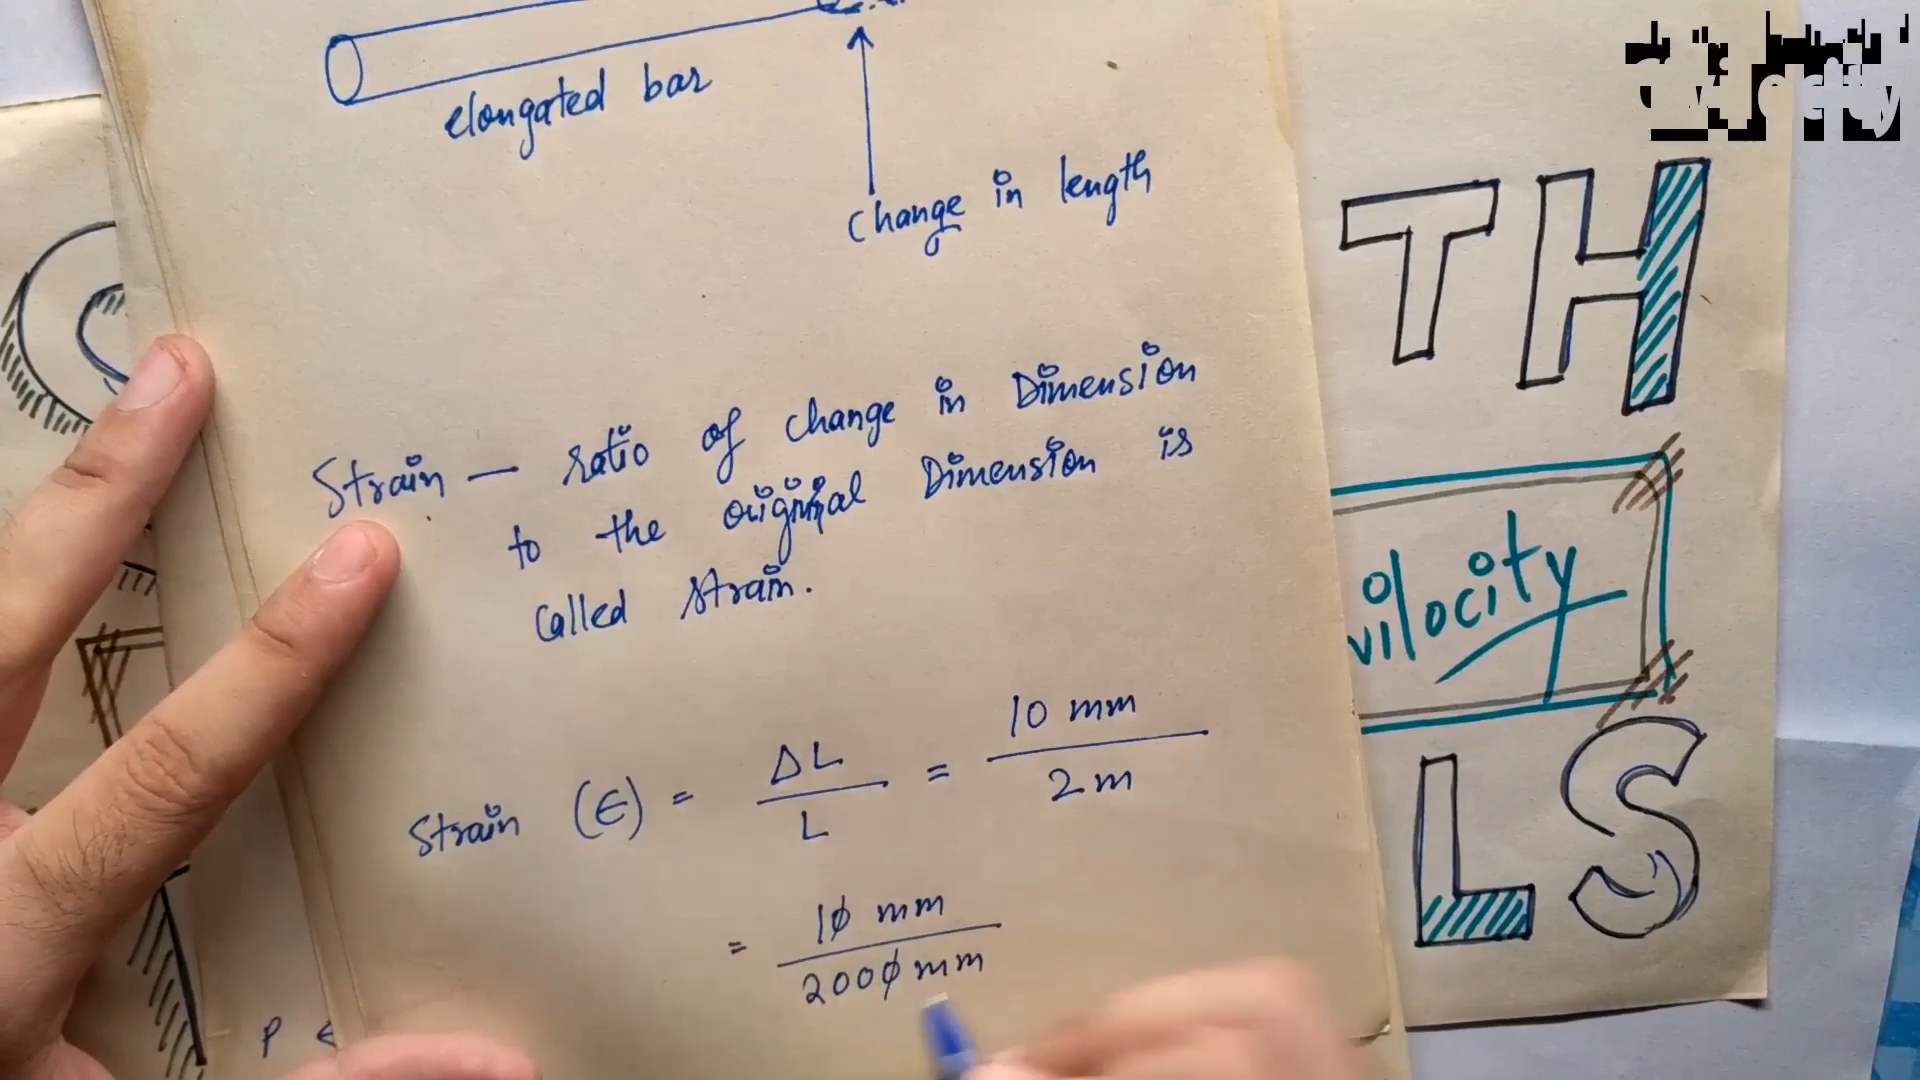 elongated bar
change in length
Strain — ratio of change in Dimension
to the original Dimension is
called strain.
Strain (ϵ) = ΔL / L = 10 mm / 2 m
= 10 mm / 2000 mm
TH
vilocity
LS
P